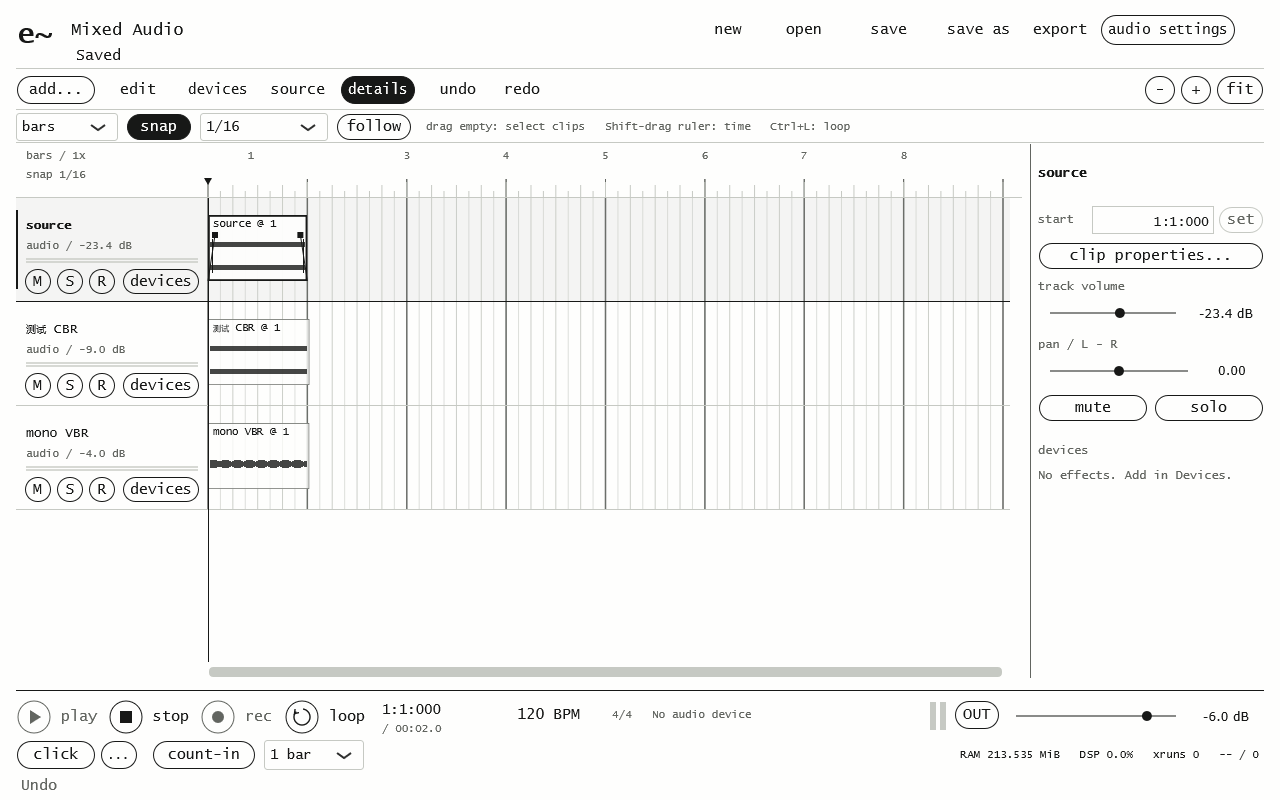 e~ Mixed Audio new open save save as export audio settings
Saved
add... edit devices source details undo redo - + fit
bars snap 1/16 follow drag empty: select clips Shift-drag ruler: time Ctrl+L: loop
bars / 1x 1 3 4 5 6 7 8
snap 1/16
source
audio / -23.4 dB
M S R devices
source @ 1
测试 CBR
audio / -9.0 dB
M S R devices
测试 CBR @ 1
mono VBR
audio / -4.0 dB
M S R devices
mono VBR @ 1
source
start 1:1:000 set
clip properties...
track volume
-23.4 dB
pan / L - R
0.00
mute solo
devices
No effects. Add in Devices.
play stop rec loop 1:1:000 120 BPM 4/4 No audio device OUT -6.0 dB
/ 00:02.0
click ... count-in 1 bar RAM 213.535 MiB DSP 0.0% xruns 0 -- / 0
Undo